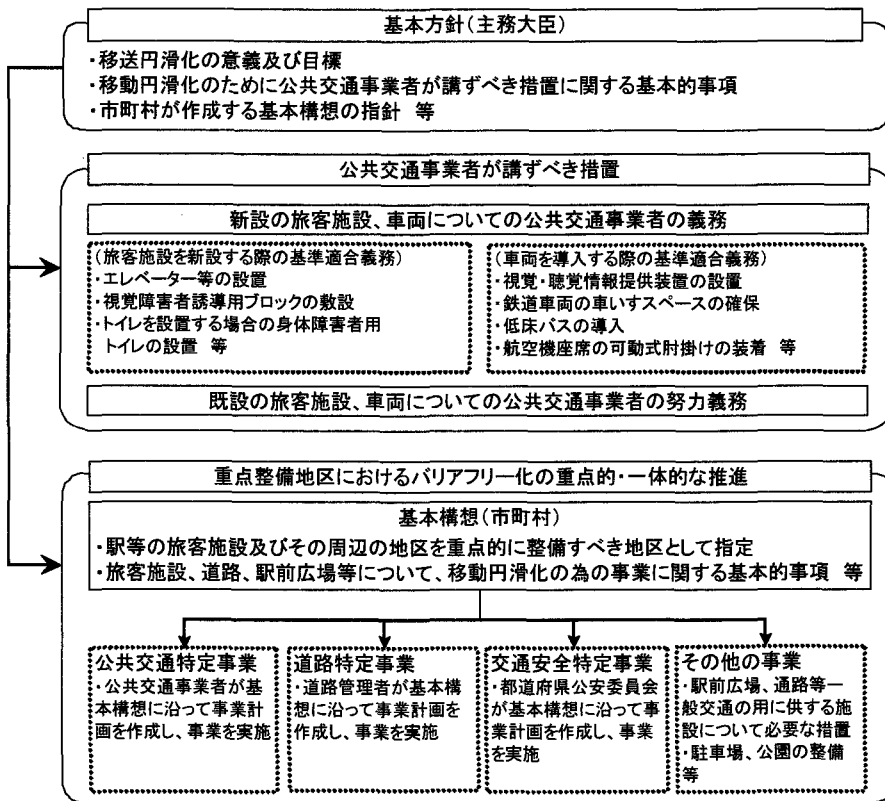 基本方針(主務大臣)
・移送円滑化の意義及び目標
・移動円滑化のために公共交通事業者が講ずべき措置に関する基本的事項
・市町村が作成する基本構想の指針 等
公共交通事業者が講ずべき措置
新設の旅客施設、車両についての公共交通事業者の義務
(旅客施設を新設する際の基準適合義務)
・エレベーター等の設置
・視覚障害者誘導用ブロックの敷設
・トイレを設置する場合の身体障害者用
トイレの設置 等
(車両を導入する際の基準適合義務)
・視覚・聴覚情報提供装置の設置
・鉄道車両の車いすスペースの確保
・低床バスの導入
・航空機座席の可動式肘掛けの装着 等
既設の旅客施設、車両についての公共交通事業者の努力義務
重点整備地区におけるバリアフリー化の重点的・一体的な推進
基本構想(市町村)
・駅等の旅客施設及びその周辺の地区を重点的に整備すべき地区として指定
・旅客施設、道路、駅前広場等について、移動円滑化の為の事業に関する基本的事項 等
公共交通特定事業
・公共交通事業者が基
本構想に沿って事業計
画を作成し、事業を実施
道路特定事業
・道路管理者が基本構
想に沿って事業計画を
作成し、事業を実施
交通安全特定事業
・都道府県公安委員会
が基本構想に沿って事
業計画を作成し、事業
を実施
その他の事業
・駅前広場、通路等一
般交通の用に供する施
設について必要な措置
・駐車場、公園の整備
等